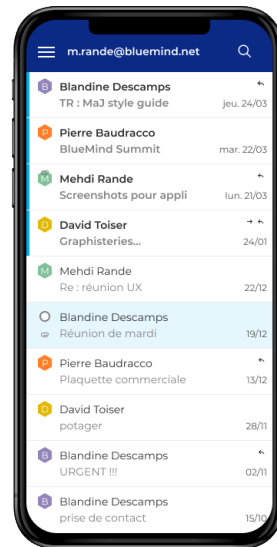 m.rande@bluemind.net
B Blandine Descamps
TR : MaJ style guide jeu. 24/03
P Pierre Baudracco
BlueMind Summit mar. 22/03
M Mehdi Rande
Screenshots pour appli lun. 21/03
D David Toiser
Graphisteries... 24/01
M Mehdi Rande
Re : réunion UX 22/12
Blandine Descamps
Réunion de mardi 19/12
P Pierre Baudracco
Plaquette commerciale 13/12
D David Toiser
potager 28/11
B Blandine Descamps
URGENT !!! 02/11
B Blandine Descamps
prise de contact 15/10